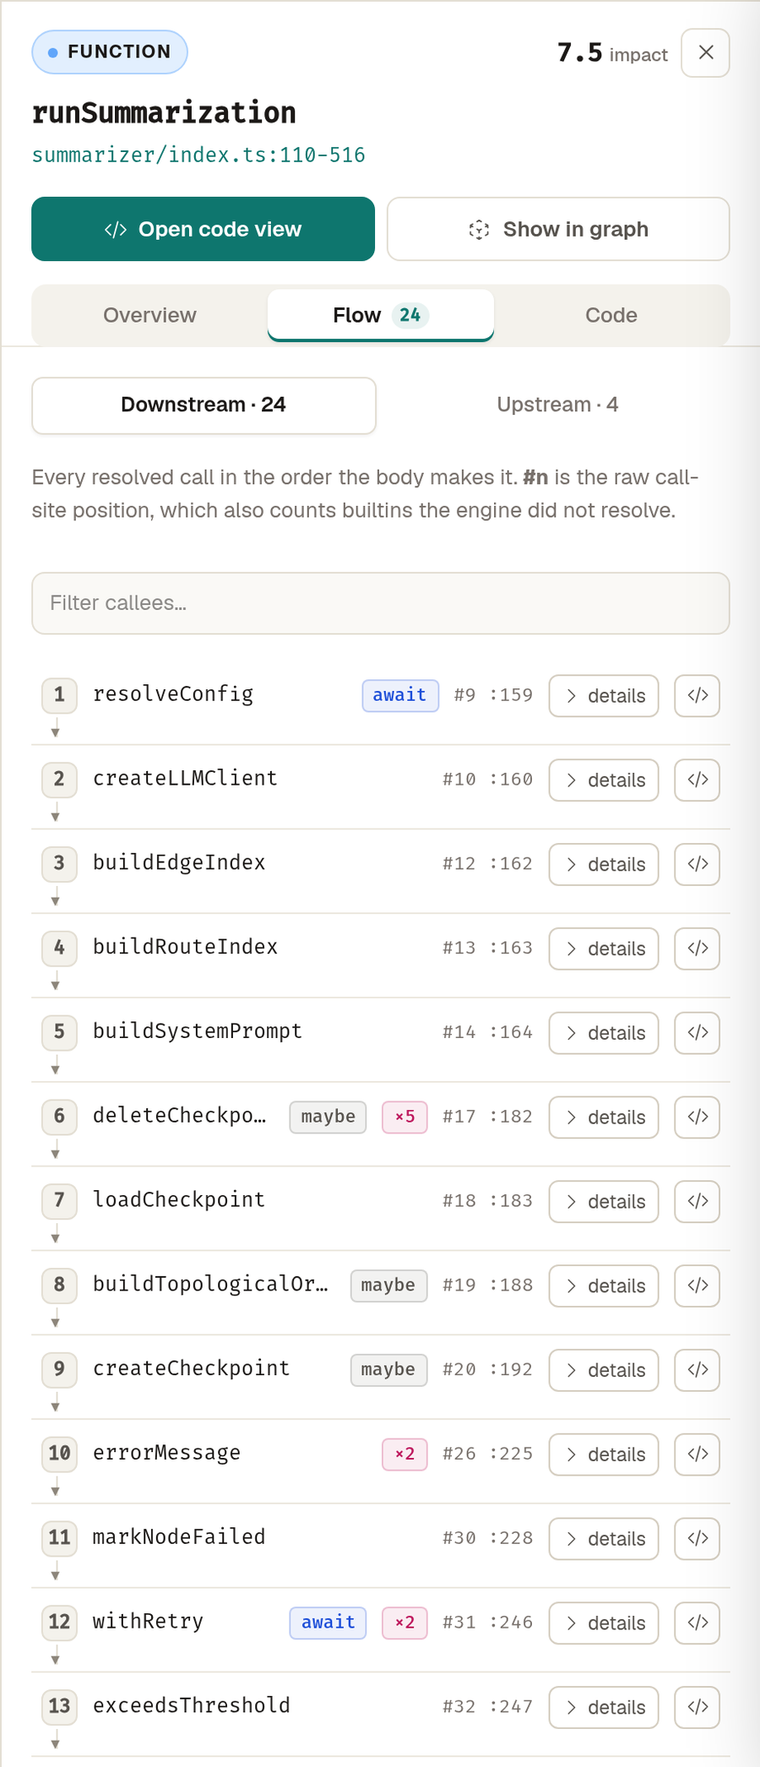 FUNCTION
7.5 impact
runSummarization
summarizer/index.ts:110-516
</> Open code view
Show in graph
Overview
Flow 24
Code
Downstream · 24
Upstream · 4
Every resolved call in the order the body makes it. #n is the raw call-
site position, which also counts builtins the engine did not resolve.
Filter callees…
1 resolveConfig await #9 :159 > details </>
2 createLLMClient #10 :160 > details </>
3 buildEdgeIndex #12 :162 > details </>
4 buildRouteIndex #13 :163 > details </>
5 buildSystemPrompt #14 :164 > details </>
6 deleteCheckpo… maybe ×5 #17 :182 > details </>
7 loadCheckpoint #18 :183 > details </>
8 buildTopologicalOr… maybe #19 :188 > details </>
9 createCheckpoint maybe #20 :192 > details </>
10 errorMessage ×2 #26 :225 > details </>
11 markNodeFailed #30 :228 > details </>
12 withRetry await ×2 #31 :246 > details </>
13 exceedsThreshold #32 :247 > details </>